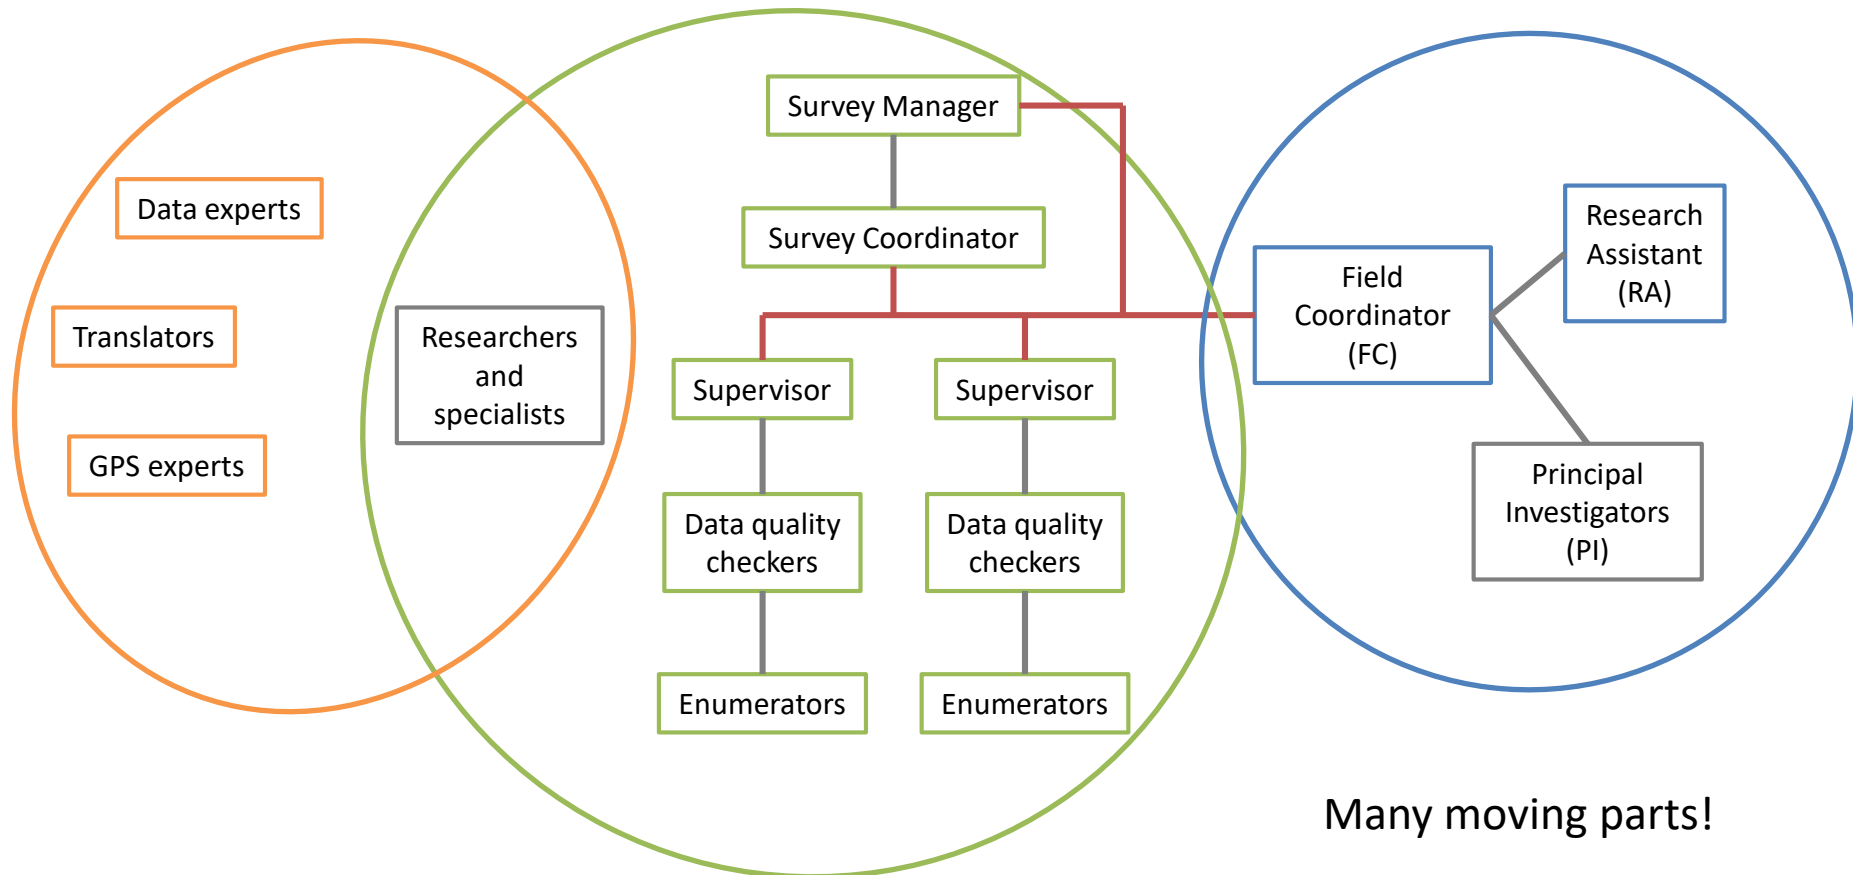 Survey Manager
Data experts
Survey Coordinator
Research
Assistant
(RA)
Field
Coordinator
(FC)
Translators
Researchers
and
specialists
Supervisor
Supervisor
GPS experts
Principal
Investigators
(PI)
Data quality
checkers
Data quality
checkers
Enumerators
Enumerators
Many moving parts!